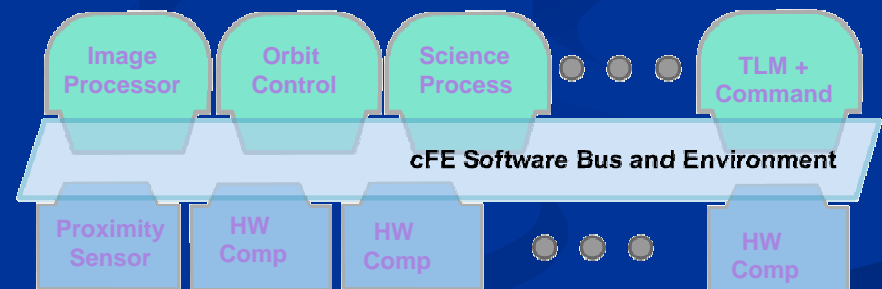 Image
Processor
Orbit
Control
Science
Process
TLM +
Command
cFE Software Bus and Environment
Proximity
Sensor
HW
Comp
HW
Comp
HW
Comp